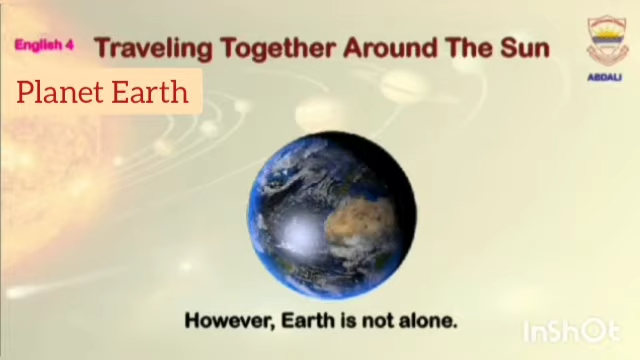 English 4
Traveling Together Around The Sun
ABDALI
Planet Earth
However, Earth is not alone.
InShOt